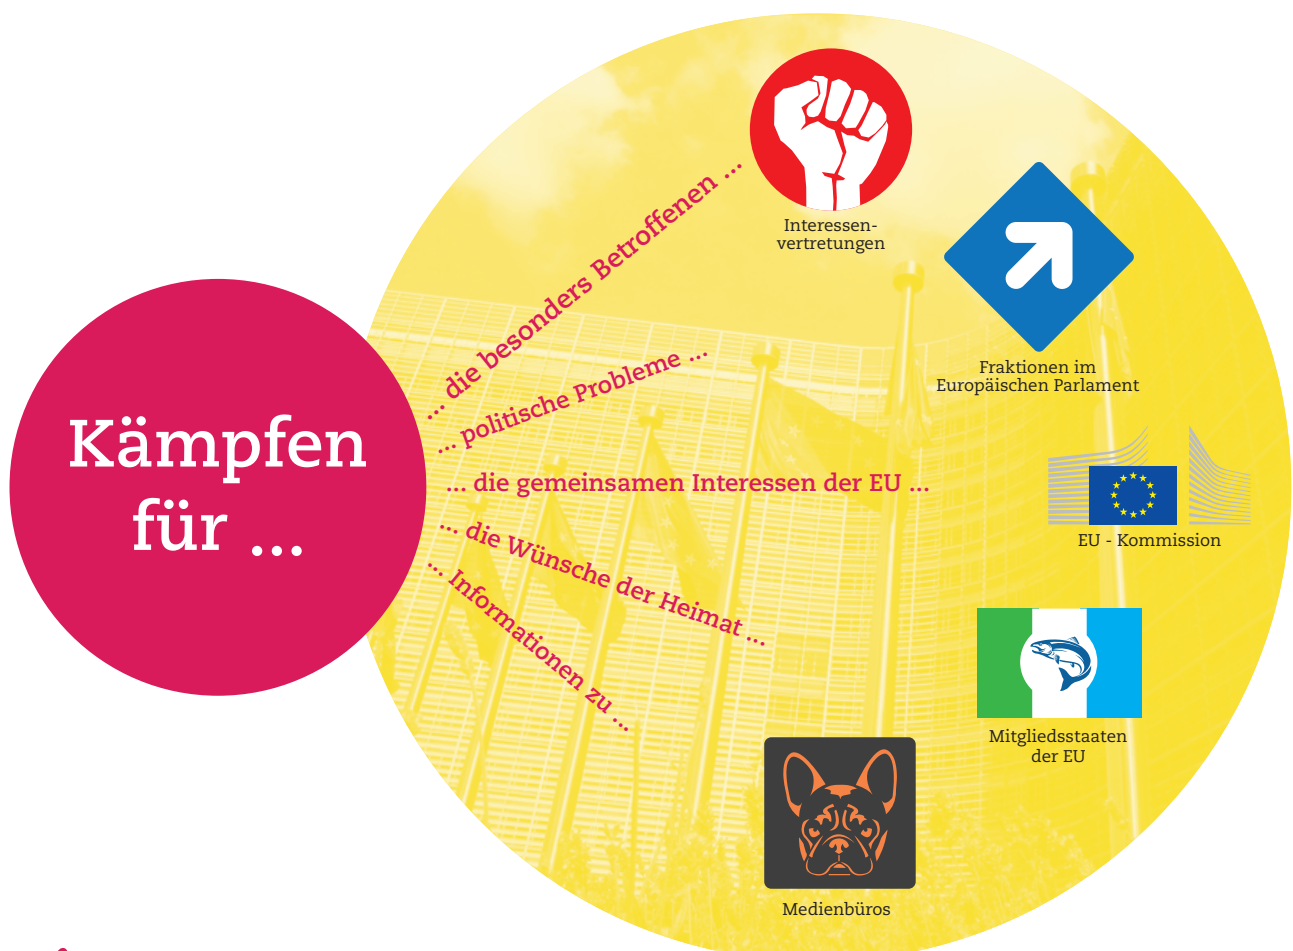 Kämpfen
für ...
... die besonders Betroffenen ...
Interessen-
vertretungen
... politische Probleme ...
Fraktionen im
Europäischen Parlament
... die gemeinsamen Interessen der EU ...
EU - Kommission
... die Wünsche der Heimat ...
Mitgliedsstaaten
der EU
... Informationen zu ...
Medienbüros